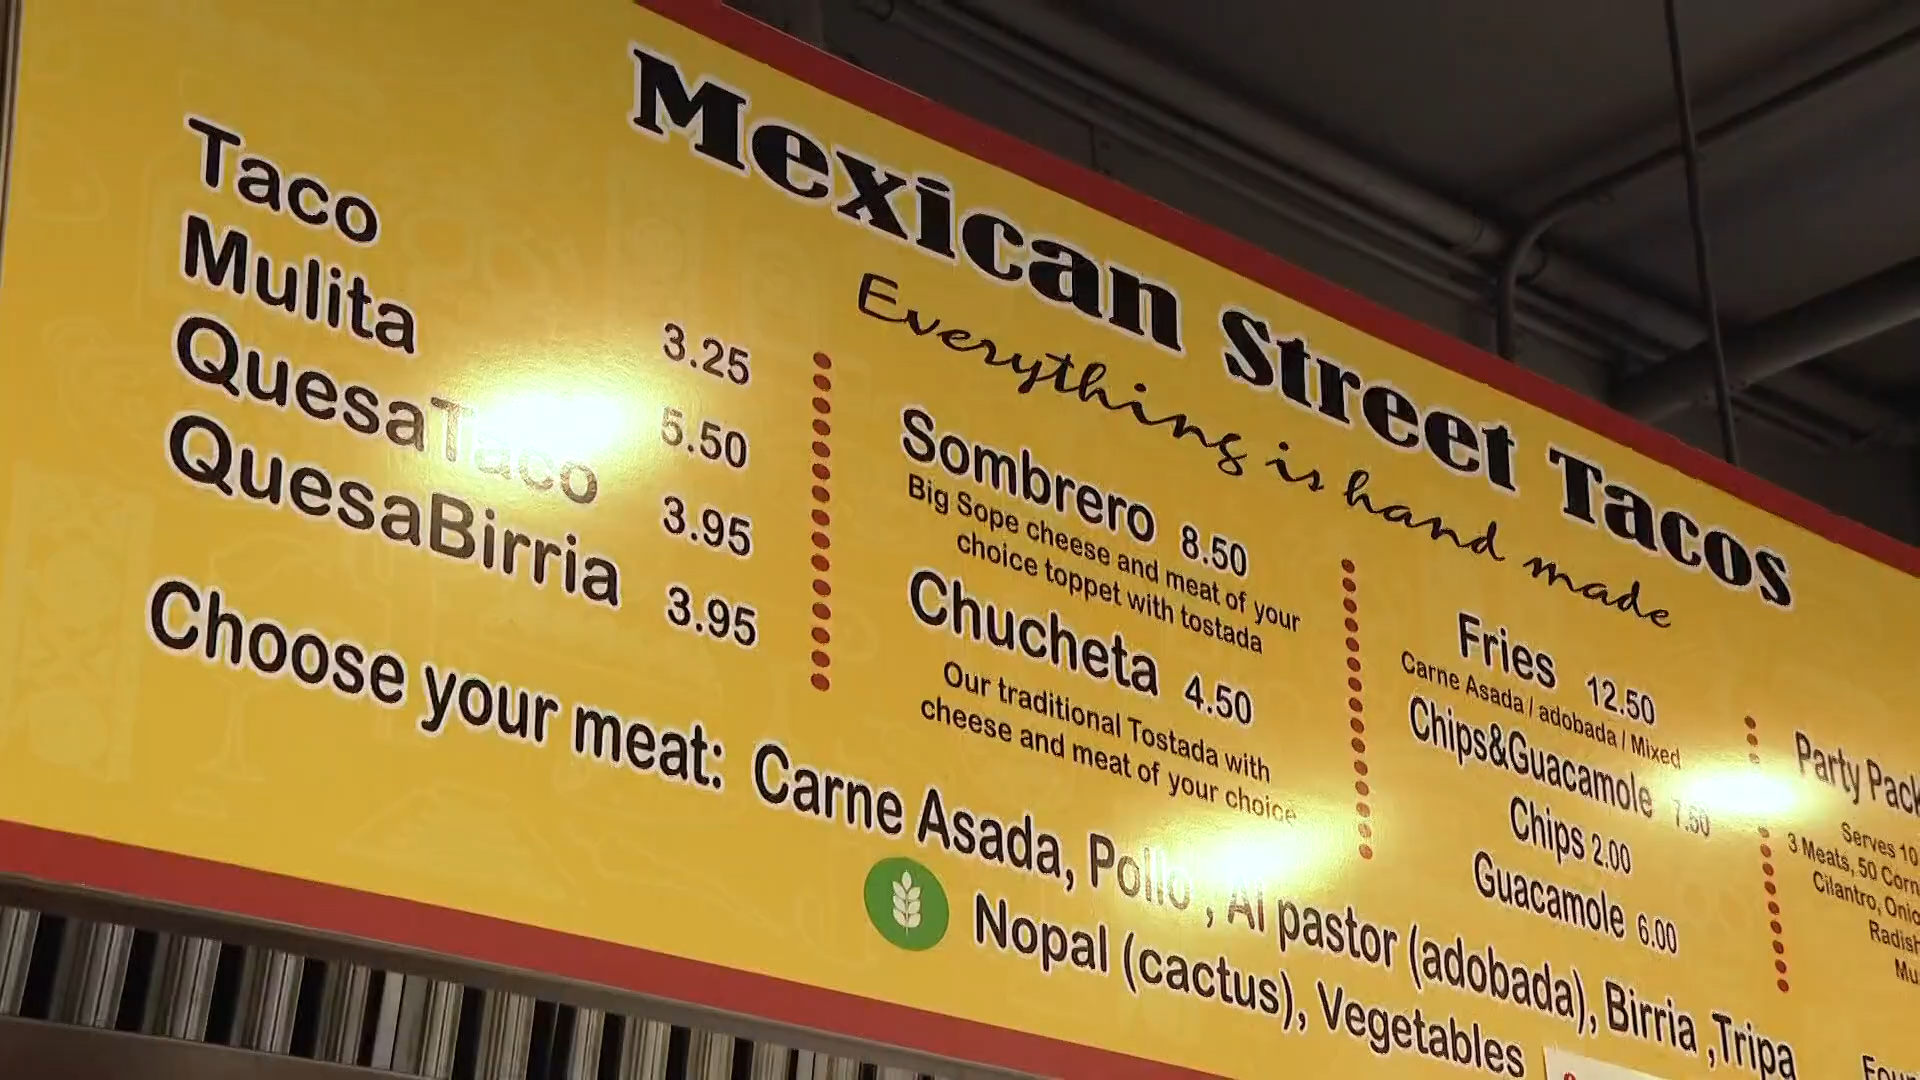 Mexican Street Tacos
Everything is hand made
Taco 3.25
Mulita 5.50
QuesaTaco 3.95
QuesaBirria 3.95
Sombrero 8.50
Big Sope cheese and meat of your
choice toppet with tostada
Chucheta 4.50
Our traditional Tostada with
cheese and meat of your choice
Fries 12.50
Carne Asada / adobada / Mixed
Chips&Guacamole 7.50
Chips 2.00
Guacamole 6.00
Party Pack
Serves 10
3 Meats, 50 Corn
Cilantro,
Choose your meat: Carne Asada, Pollo , Al pastor (adobada), Birria ,Tripa
Nopal (cactus), Vegetables